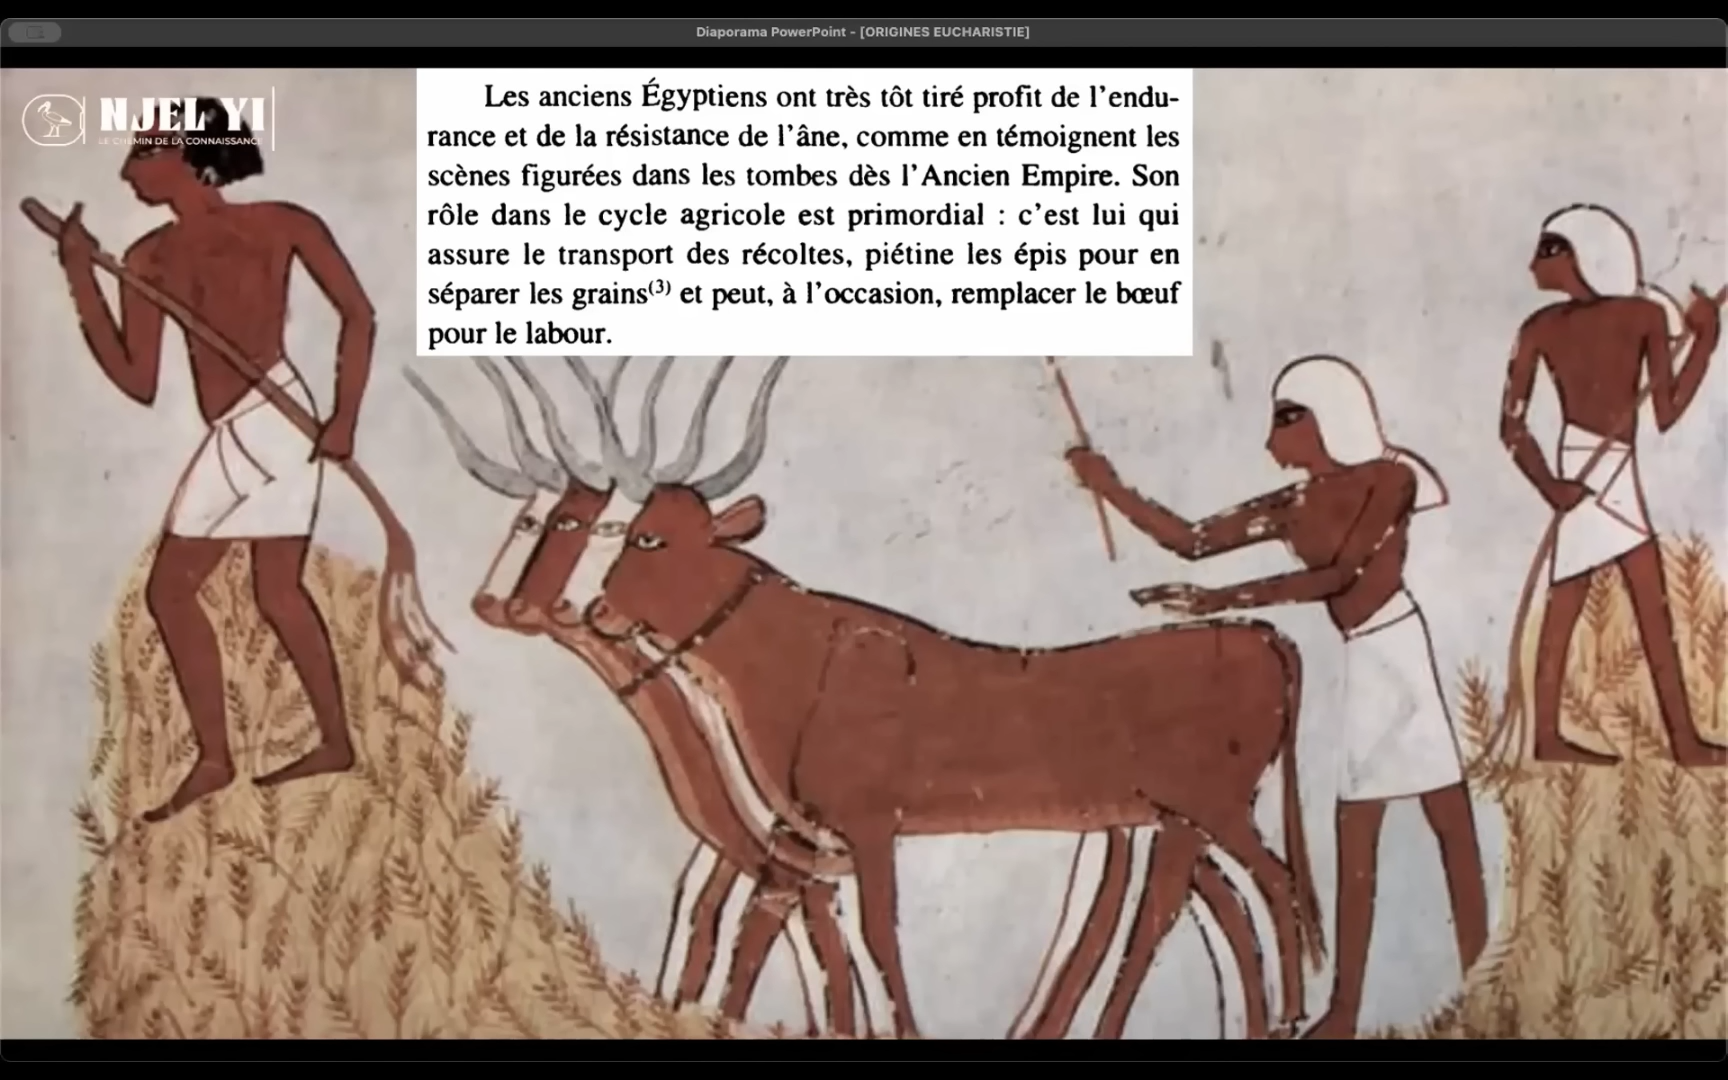 Diaporama PowerPoint - [ORIGINES EUCHARISTIE]
NJEL YI
LE CHEMIN DE LA CONNAISSANCE
Les anciens Égyptiens ont très tôt tiré profit de l'endu-
rance et de la résistance de l'âne, comme en témoignent les
scènes figurées dans les tombes dès l'Ancien Empire. Son
rôle dans le cycle agricole est primordial : c'est lui qui
assure le transport des récoltes, piétine les épis pour en
séparer les grains(3) et peut, à l'occasion, remplacer le bœuf
pour le labour.